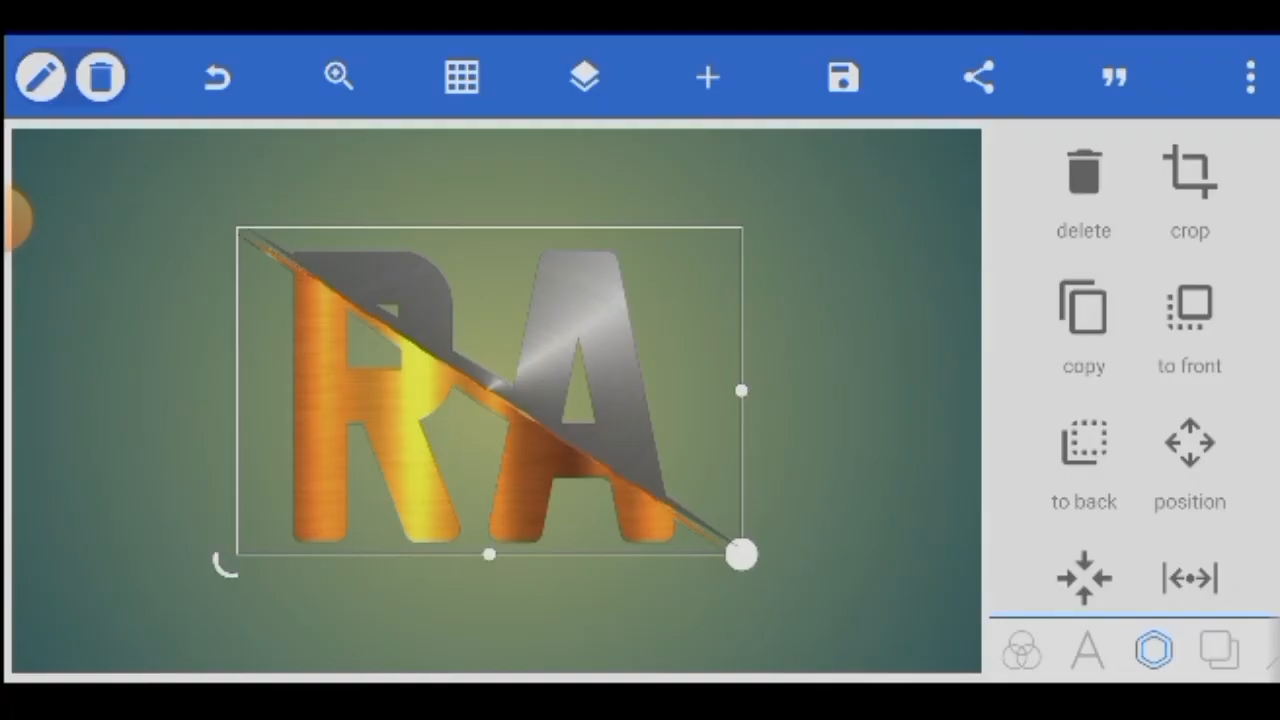 RA
delete
crop
copy
to front
to back
position